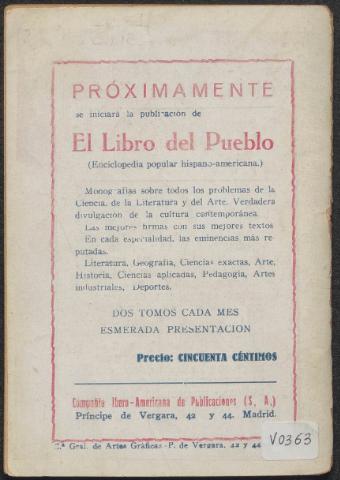 PRÓXIMAMENTE
se iniciará la publicación de
El Libro del Pueblo
(Enciclopedia popular hispano-americana.)
Monografías sobre todos los problemas de la
Ciencia, de la Literatura y del Arte. Verdadera
divulgación de la cultura contemporánea.
Las mejores firmas con sus mejores textos
En cada especialidad, las eminencias más re-
putadas.
Literatura, Geografía, Ciencias exactas, Arte,
Historia, Ciencias aplicadas, Pedagogía, Artes
industriales, Deportes.
DOS TOMOS CADA MES
ESMERADA PRESENTACION
Precio: CINCUENTA CÉNTIMOS
Compañía Ibero-Americana de Publicaciones (S. A.)
Príncipe de Vergara, 42 y 44. Madrid.
V0363
Gral. de Artes Gráficas.-P. de Vergara, 42 y 44